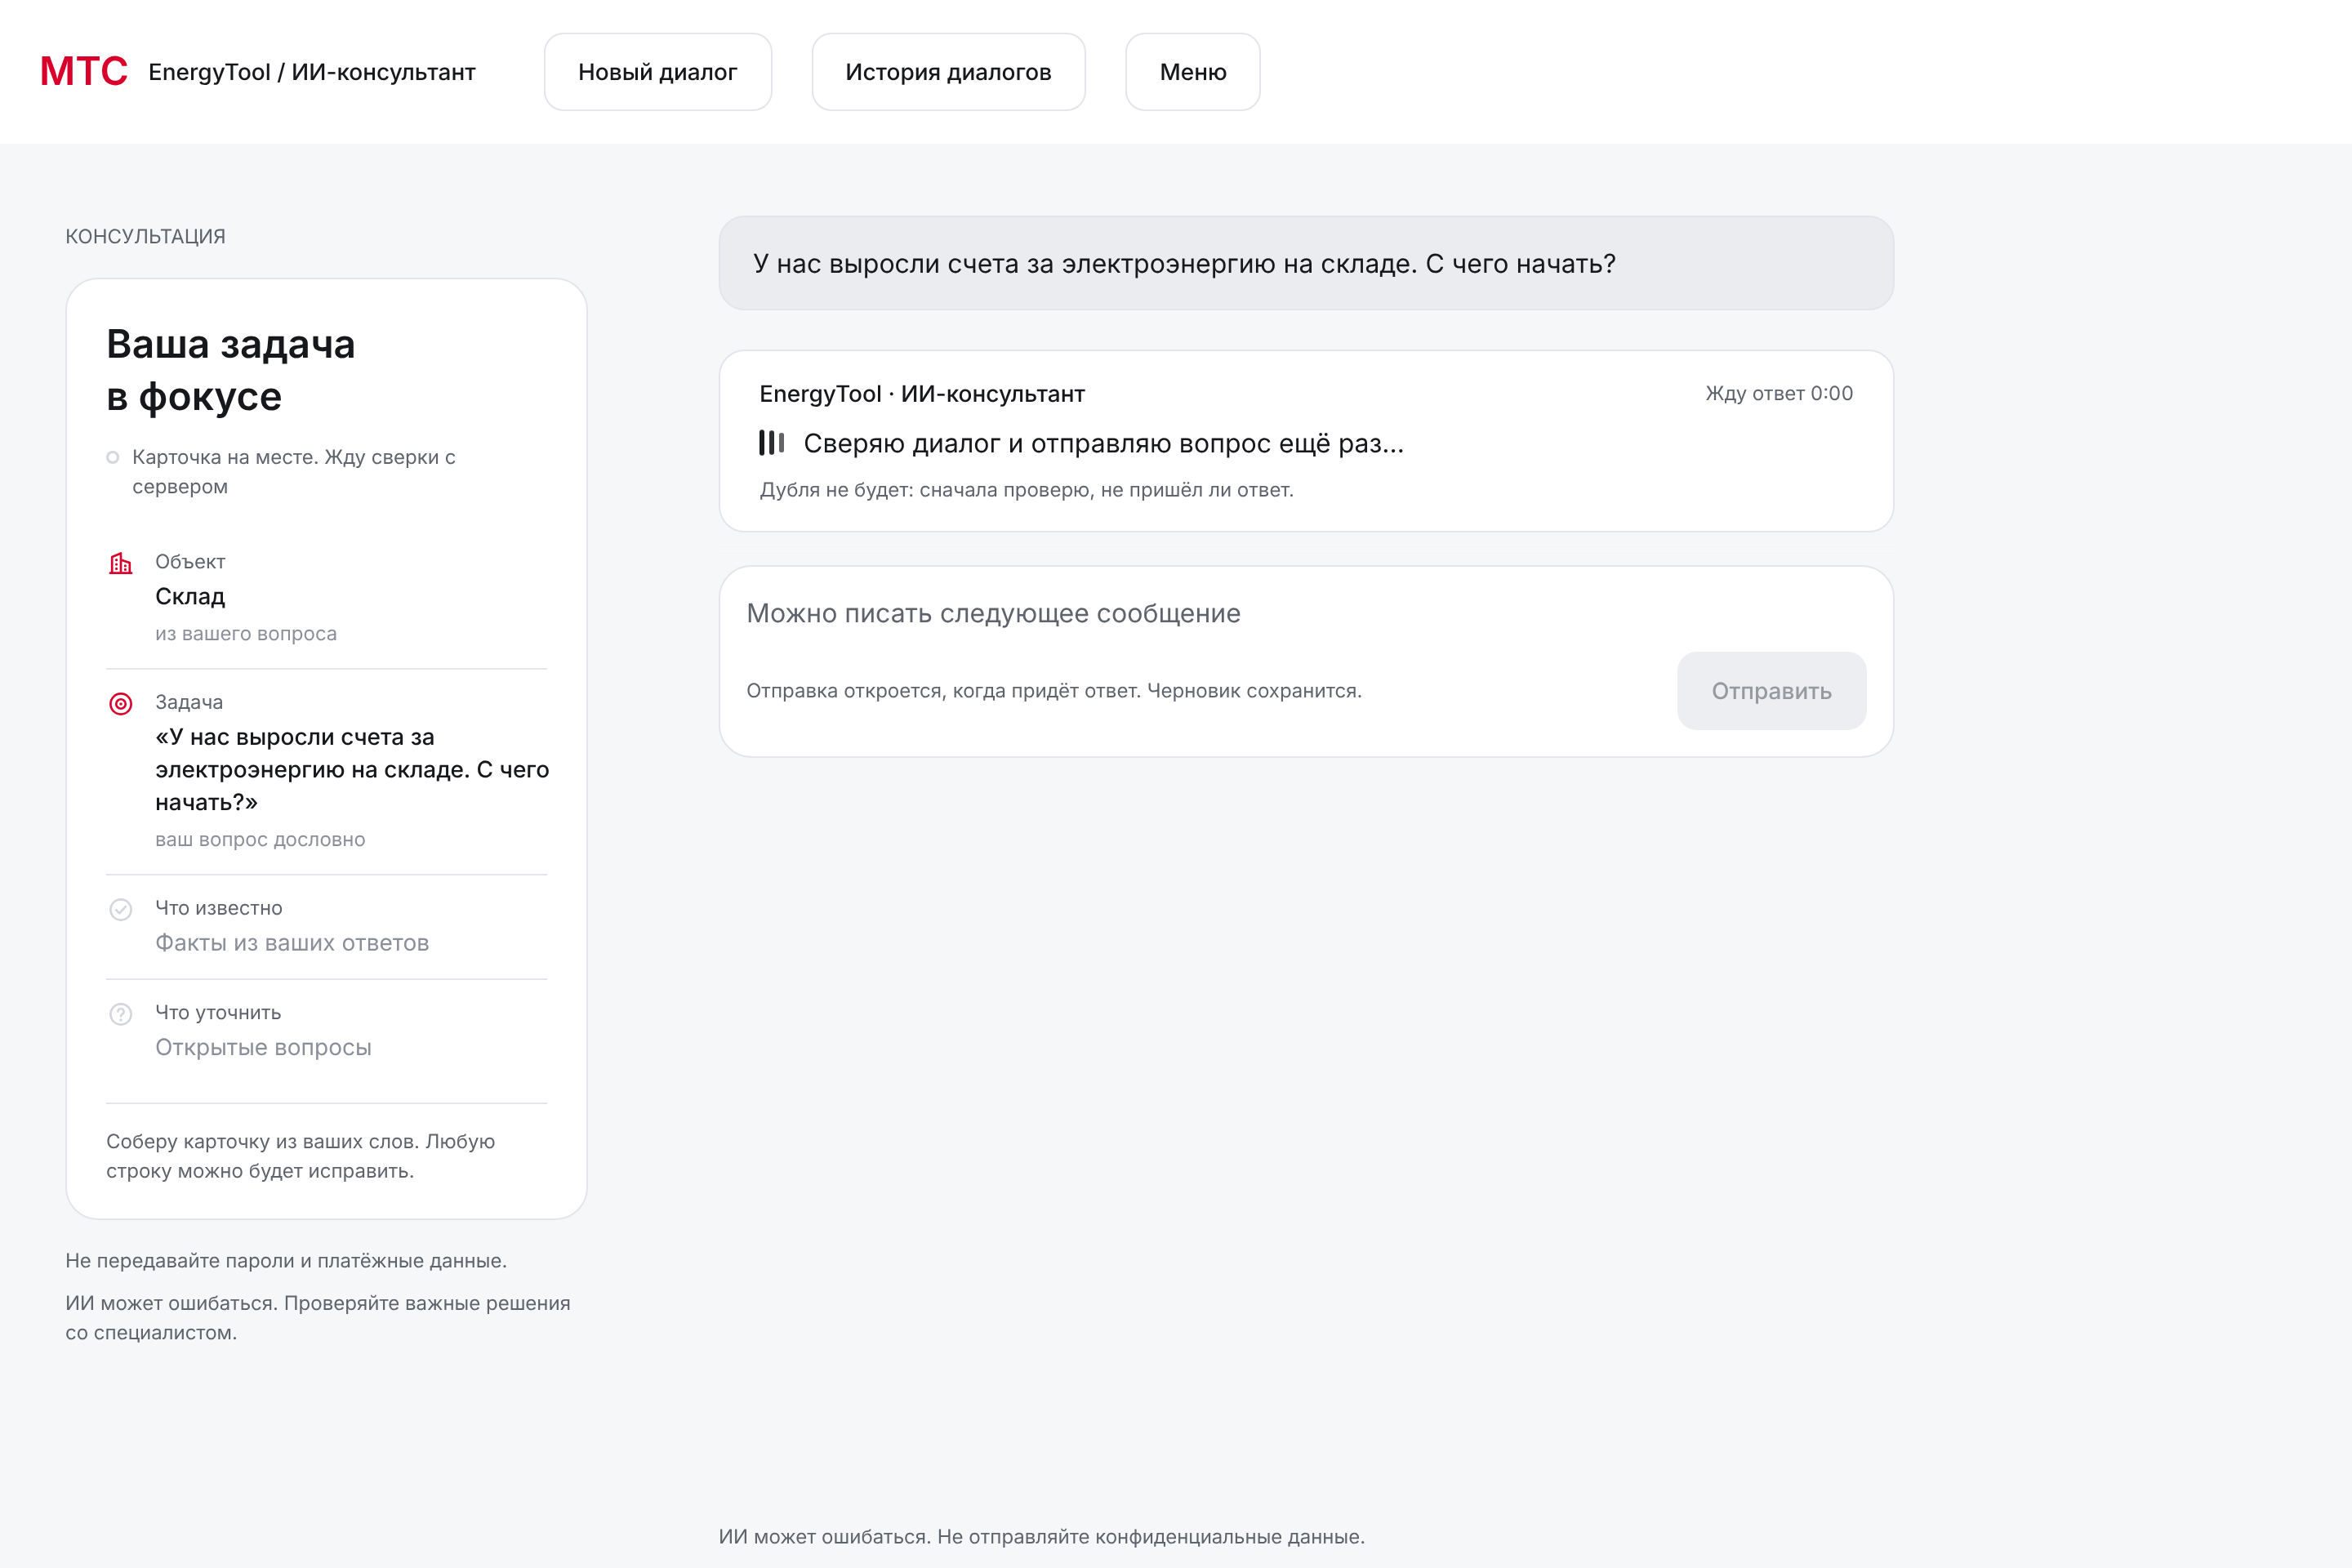 МТС EnergyTool / ИИ-консультант
Новый диалог
История диалогов
Меню
КОНСУЛЬТАЦИЯ
Ваша задача
в фокусе
Карточка на месте. Жду сверки с
сервером
Объект
Склад
из вашего вопроса
Задача
«У нас выросли счета за
электроэнергию на складе. С чего
начать?»
ваш вопрос дословно
Что известно
Факты из ваших ответов
Что уточнить
Открытые вопросы
Соберу карточку из ваших слов. Любую
строку можно будет исправить.
Не передавайте пароли и платёжные данные.
ИИ может ошибаться. Проверяйте важные решения
со специалистом.
У нас выросли счета за электроэнергию на складе. С чего начать?
EnergyTool · ИИ-консультант
Жду ответ 0:00
Сверяю диалог и отправляю вопрос ещё раз…
Дубля не будет: сначала проверю, не пришёл ли ответ.
Можно писать следующее сообщение
Отправка откроется, когда придёт ответ. Черновик сохранится.
Отправить
ИИ может ошибаться. Не отправляйте конфиденциальные данные.